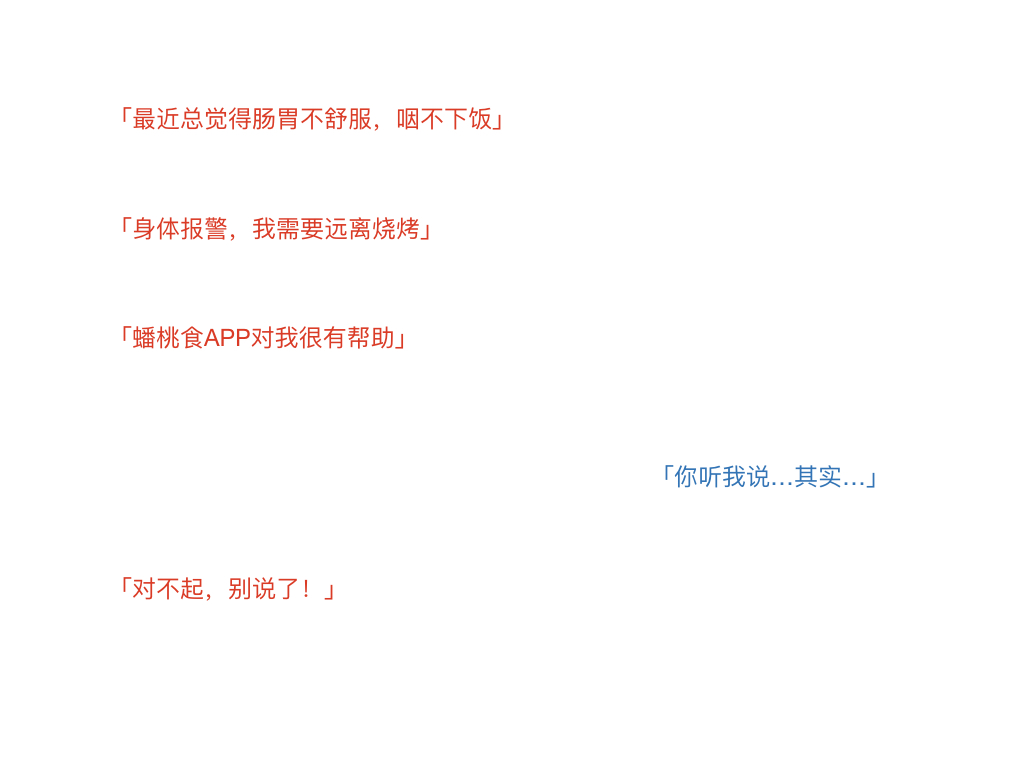 「最近总觉得肠胃不舒服，咽不下饭」
「身体报警，我需要远离烧烤」
「蟠桃食APP对我很有帮助」
「你听我说…其实…」
「对不起，别说了！」